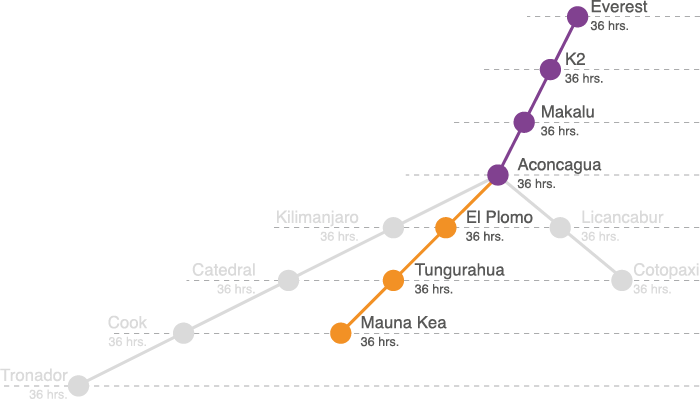 Everest
36 hrs.
K2
36 hrs.
Makalu
36 hrs.
Aconcagua
36 hrs.
Kilimanjaro
36 hrs.
El Plomo
36 hrs.
Licancabur
36 hrs.
Catedral
36 hrs.
Tungurahua
36 hrs.
Cotopaxi
36 hrs.
Cook
36 hrs.
Mauna Kea
36 hrs.
Tronador
36 hrs.